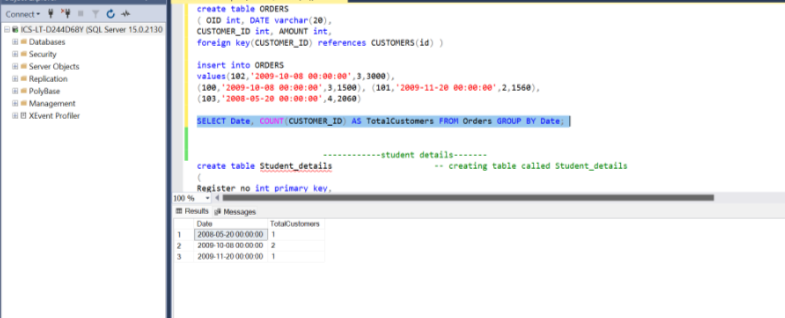 Connect
ICS-LT-D244D68Y (SQL Server 15.0.2130
Databases
Security
Server Objects
Replication
PolyBase
Management
XEvent Profiler
create table ORDERS
( OID int, DATE varchar(20),
CUSTOMER_ID int, AMOUNT int,
foreign key(CUSTOMER_ID) references CUSTOMERS(id) )
insert into ORDERS
values(102,'2009-10-08 00:00:00',3,3000),
(100,'2009-10-08 00:00:00',3,1500), (101,'2009-11-20 00:00:00',2,1560),
(103,'2008-05-20 00:00:00',4,2060)
SELECT Date, COUNT(CUSTOMER_ID) AS TotalCustomers FROM Orders GROUP BY Date;
------------student details-------
create table Student_details -- creating table called Student_details
(
Register no int primary key,
100 %
Results Messages
Date TotalCustomers
1 2008-05-20 00:00:00 1
2 2009-10-08 00:00:00 2
3 2009-11-20 00:00:00 1